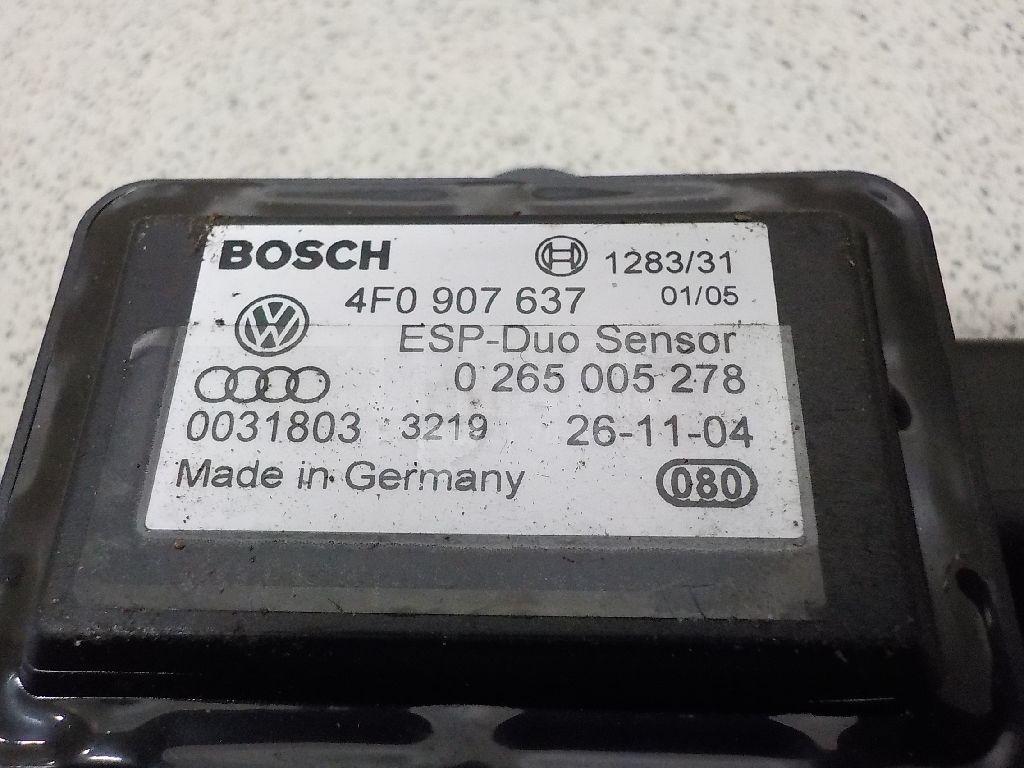 BOSCH 1283/31
4F0 907 637 01/05
ESP-Duo Sensor
0 265 005 278
0031803 3219 26-11-04
Made in Germany 080